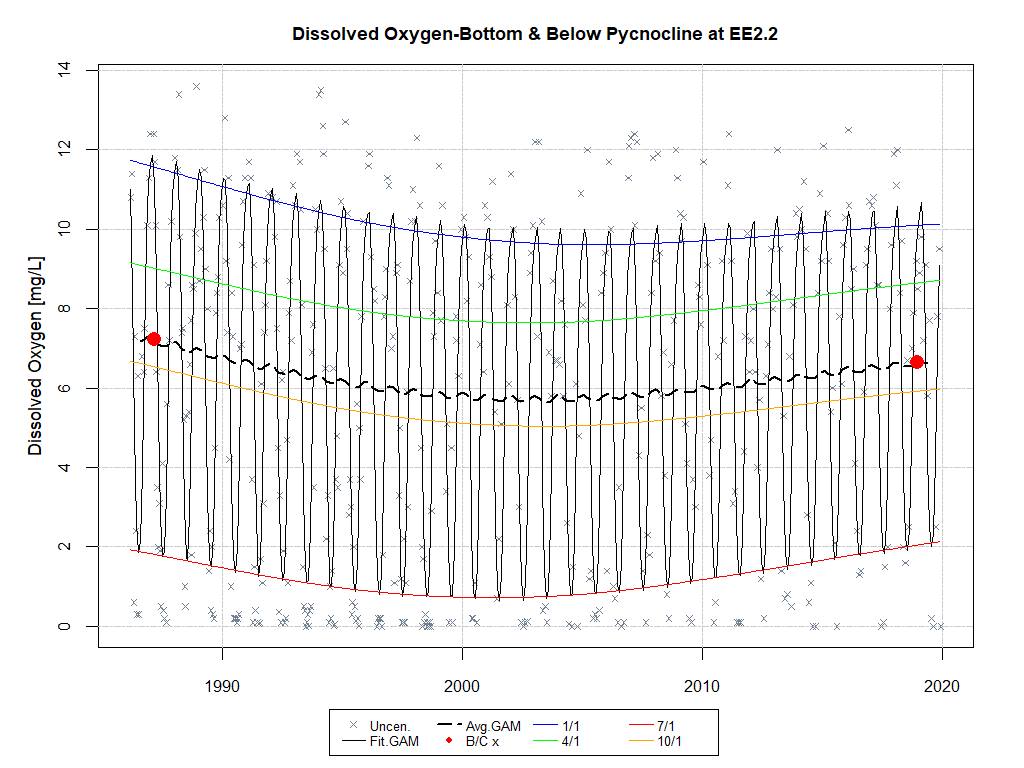 Dissolved Oxygen-Bottom & Below Pycnocline at EE2.2
Dissolved Oxygen [mg/L]
14
12
10
8
6
4
2
0
1990 2000 2010 2020
Uncen. Avg.GAM 1/1 7/1
Fit.GAM B/C x 4/1 10/1